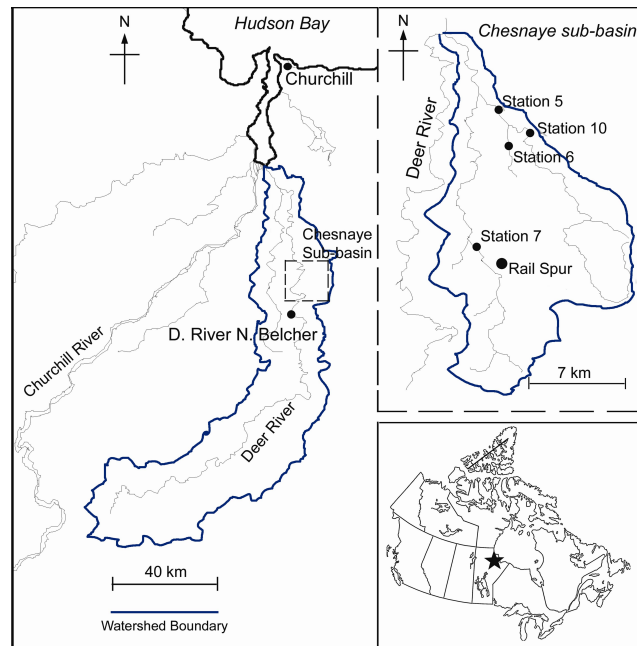 Hudson Bay
N
Churchill
Chesnaye
Sub-basin
D. River N. Belcher
Churchill River
Deer River
40 km
Watershed Boundary
Chesnaye sub-basin
N
Deer River
Station 5
Station 10
Station 6
Station 7
Rail Spur
7 km